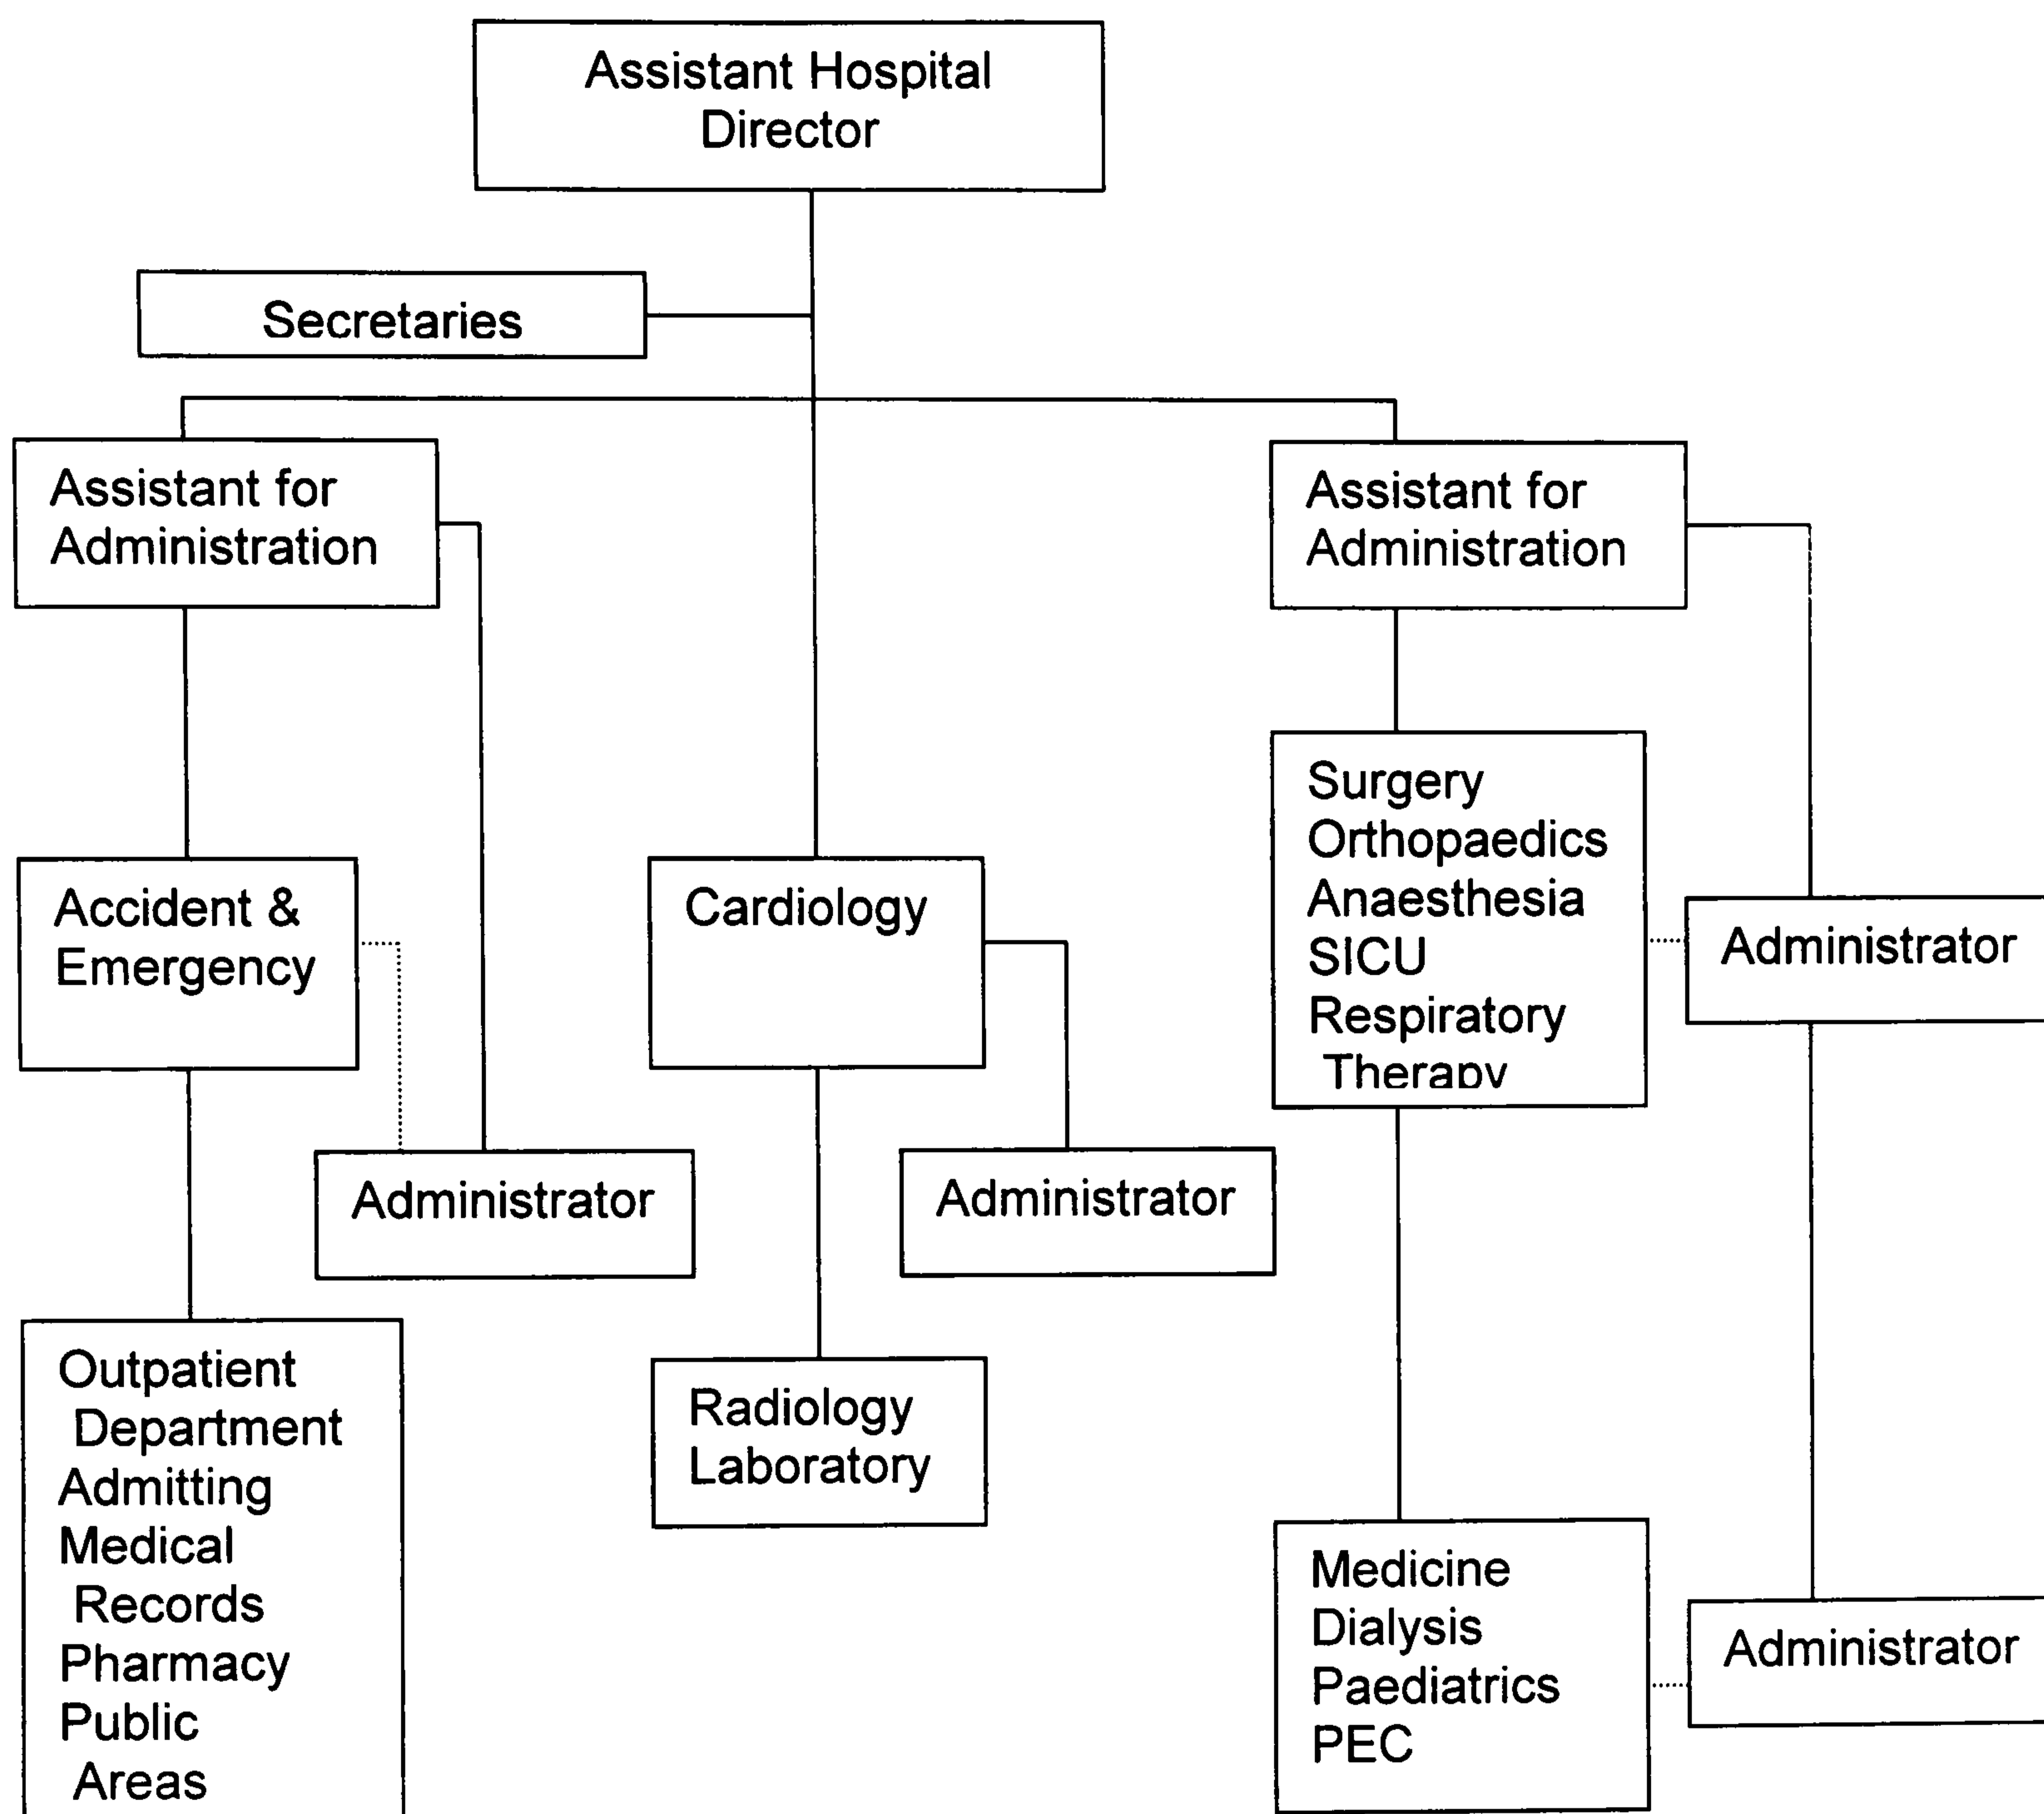 Assistant Hospital
Director
Secretaries
Assistant for
Administration
Assistant for
Administration
Accident &
Emergency
Cardiology
Surgery
Orthopaedics
Anaesthesia
SICU
Respiratory
Therapy
Administrator
Administrator
Administrator
Outpatient
Department
Admitting
Medical
Records
Pharmacy
Public
Areas
Radiology
Laboratory
Medicine
Dialysis
Paediatrics
PEC
Administrator